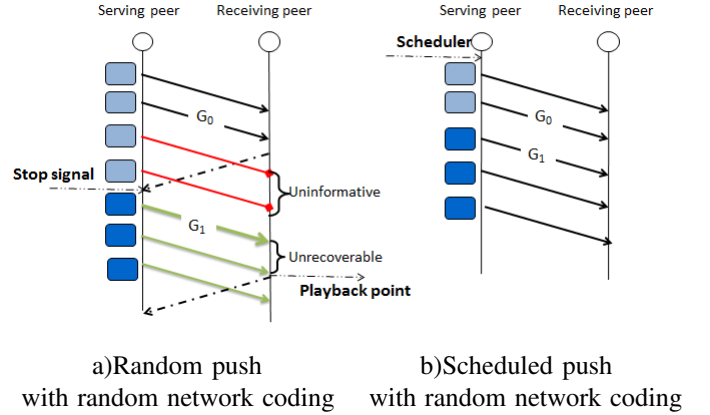 Serving peer Receiving peer
G0
Stop signal
Uninformative
G1
Unrecoverable
Playback point
a)Random push
with random network coding
Serving peer Receiving peer
Scheduler
G0
G1
b)Scheduled push
with random network coding